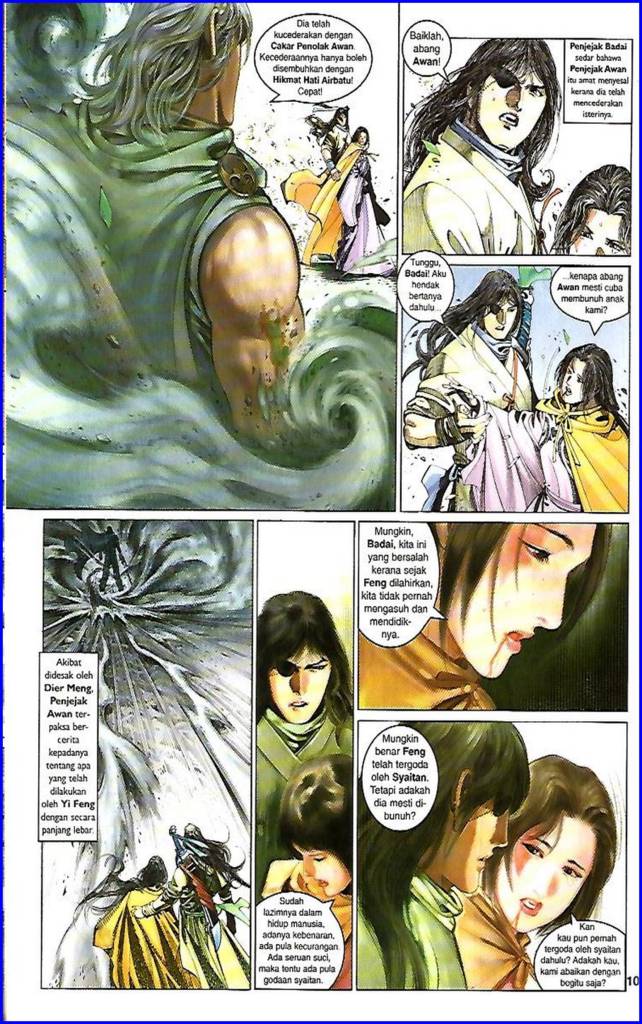 Dia telah
kucederakan dengan
Cakar Penolak Awan.
Kecederaannya hanya boleh
disembuhkan dengan
Hikmat Hati Airbatu!
Cepat!
Baiklah,
abang
Awan!
Penjejak Badai
sedar bahawa
Penjejak Awan
itu amat menyesal
kerana dia telah
mencederakan
isterinya.
Tunggu,
Badai! Aku
hendak
bertanya
dahulu...
...kenapa abang
Awan mesti cuba
membunuh anak
kami?
Akibat
didesak oleh
Dier Meng,
Penjejak
Awan ter-
paksa ber-
cerita
kepadanya
tentang apa
yang telah
dilakukan
oleh Yi Feng
dengan secara
panjang lebar.
Sudah
lazimnya dalam
hidup manusia,
adanya kebenaran,
ada pula kecurangan.
Ada seruan suci,
maka tentu ada pula
godaan syaitan.
Mungkin,
Badai, kita ini
yang bersalah
kerana sejak
Feng dilahirkan,
kita tidak pernah
mengasuh dan
mendidik-
nya.
Mungkin
benar Feng
telah tergoda
oleh Syaitan.
Tetapi adakah
dia mesti di-
bunuh?
Kan
kau pun pernah
tergoda oleh syaitan
dahulu? Adakah kau,
kami abaikan dengan
bogitu saja?
10